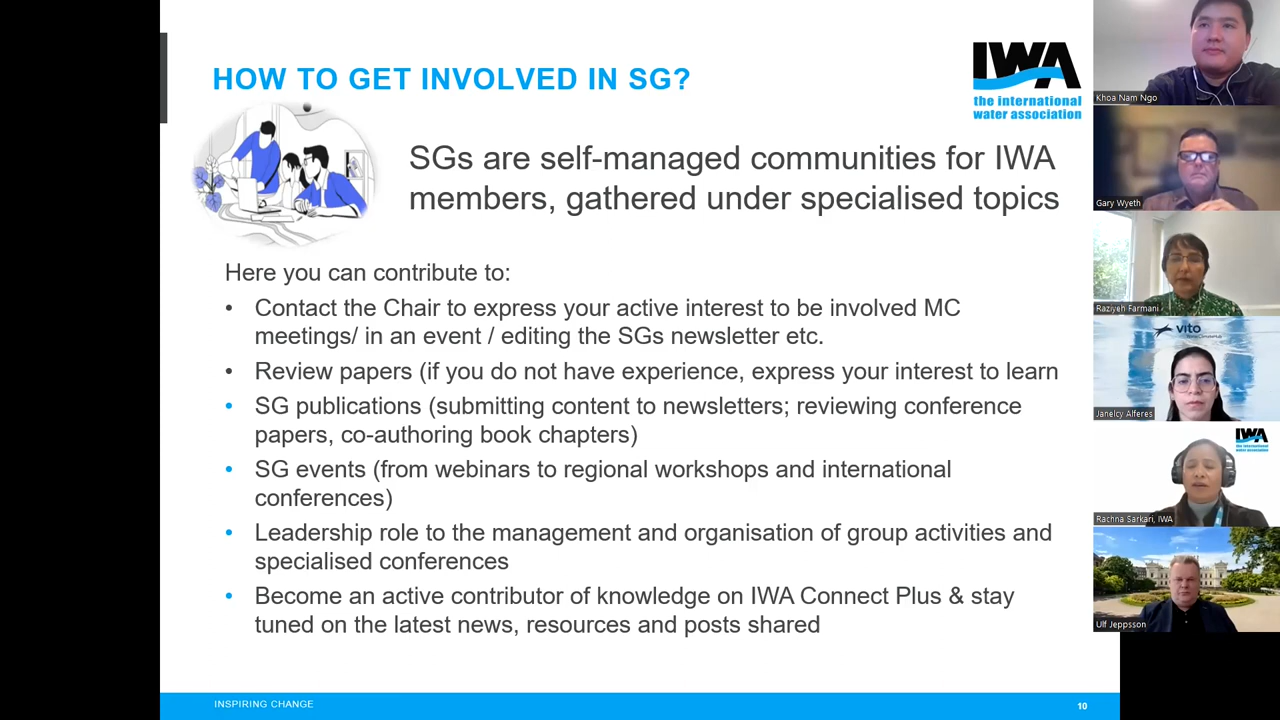 HOW TO GET INVOLVED IN SG?
IWA
the international
water association
SGs are self-managed communities for IWA
members, gathered under specialised topics
Here you can contribute to:
• Contact the Chair to express your active interest to be involved MC
meetings/ in an event / editing the SGs newsletter etc.
• Review papers (if you do not have experience, express your interest to learn
• SG publications (submitting content to newsletters; reviewing conference
papers, co-authoring book chapters)
• SG events (from webinars to regional workshops and international
conferences)
• Leadership role to the management and organisation of group activities and
specialised conferences
• Become an active contributor of knowledge on IWA Connect Plus & stay
tuned on the latest news, resources and posts shared
INSPIRING CHANGE
10
Khoa Nam Ngo
Gary Wyeth
Raziyeh Farmani
vito
Janelcy Alferes
IWA
the international
water association
Rachna Sarkari, IWA
Ulf Jeppsson